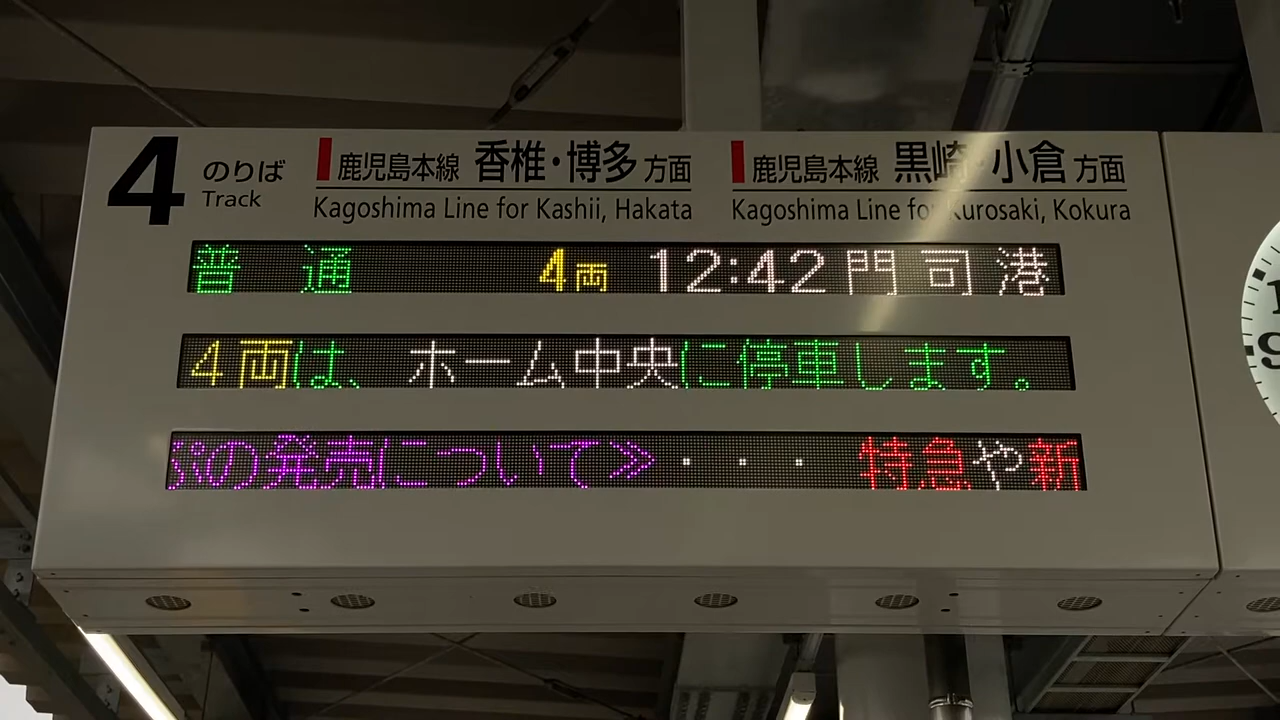 4 のりば 鹿児島本線 香椎・博多 方面 鹿児島本線 黒崎・小倉 方面
Track Kagoshima Line for Kashii, Hakata Kagoshima Line for Kurosaki, Kokura
普通 4両 12:42 門司港
4両は、ホーム中央に停車します。
の発売について≫・・・特急や新